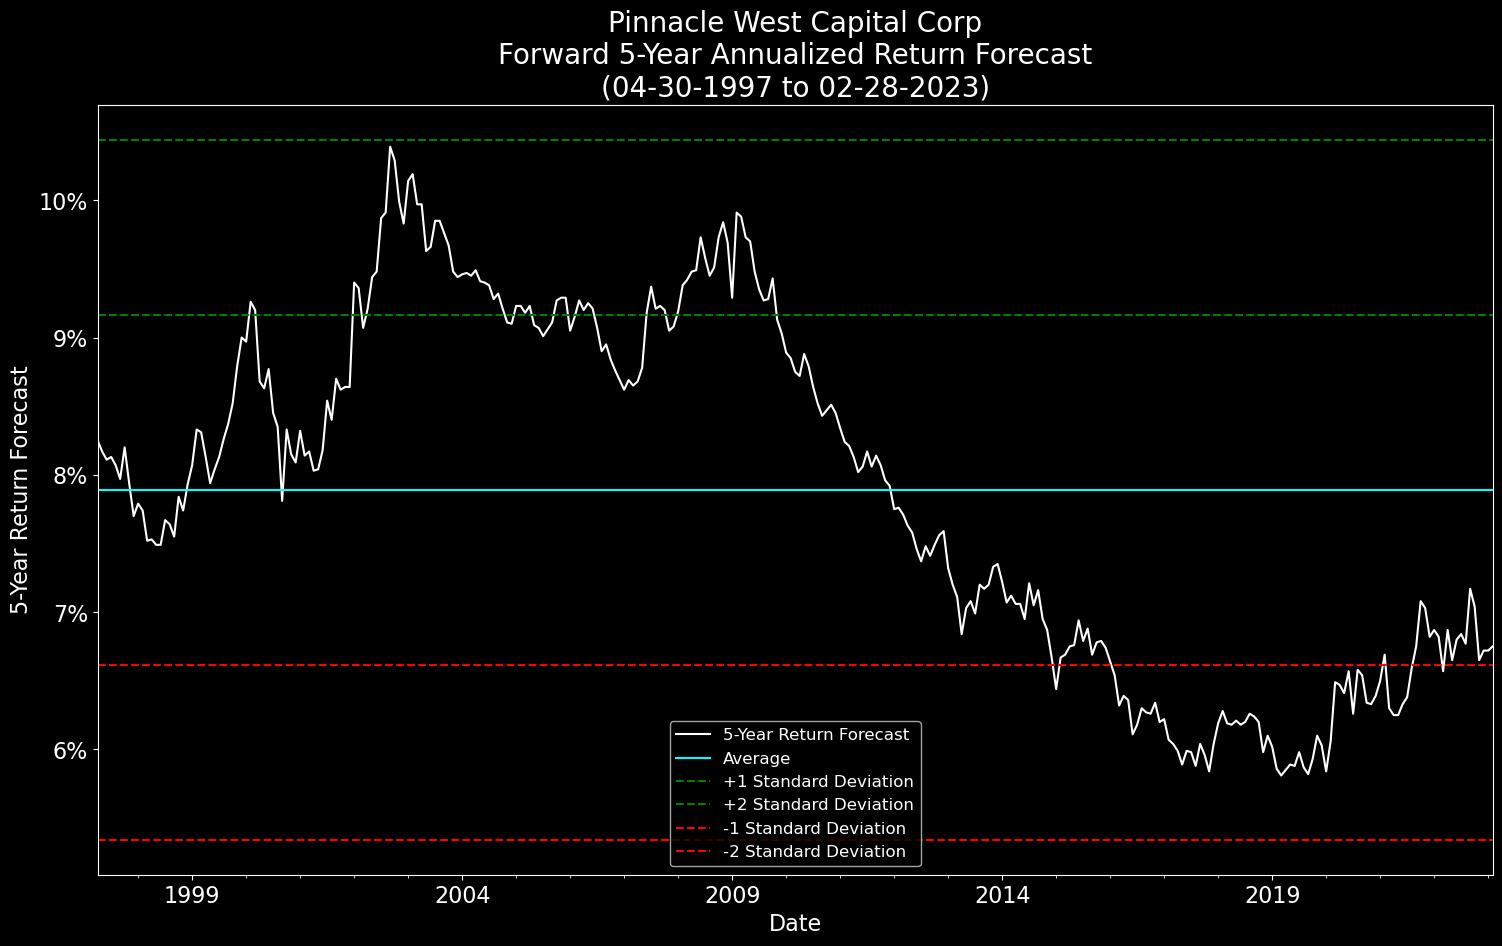 Pinnacle West Capital Corp
Forward 5-Year Annualized Return Forecast
(04-30-1997 to 02-28-2023)
5-Year Return Forecast
10%
9%
8%
7%
6%
5-Year Return Forecast
Average
+1 Standard Deviation
+2 Standard Deviation
-1 Standard Deviation
-2 Standard Deviation
1999 2004 2009 2014 2019
Date